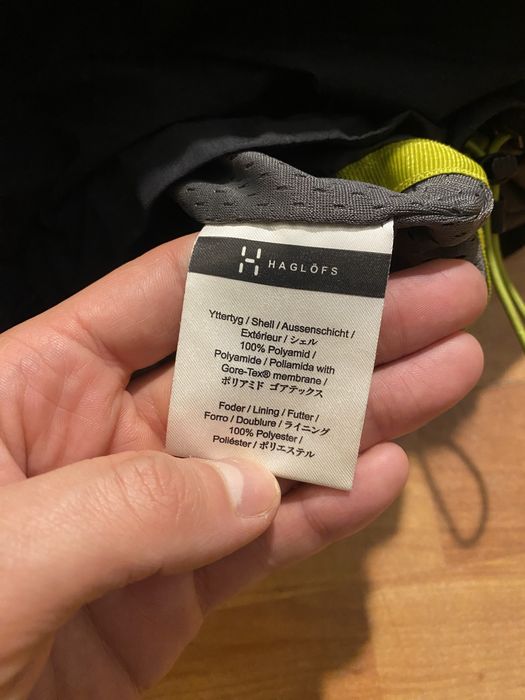 HAGLÖFS
Yttertyg / Shell / Aussenschicht /
Extérieur / シェル
100% Polyamid /
Polyamide / Poliamida with
Gore-Tex® membrane /
ポリアミド ゴアテックス
Foder / Lining / Futter /
Forro / Doublure / ライニング
100% Polyester /
Poliéster / ポリエステル